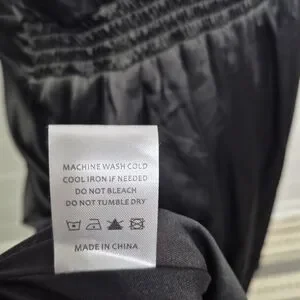 MACHINE WASH COLD
COOL IRON IF NEEDED
DO NOT BLEACH
DO NOT TUMBLE DRY
MADE IN CHINA